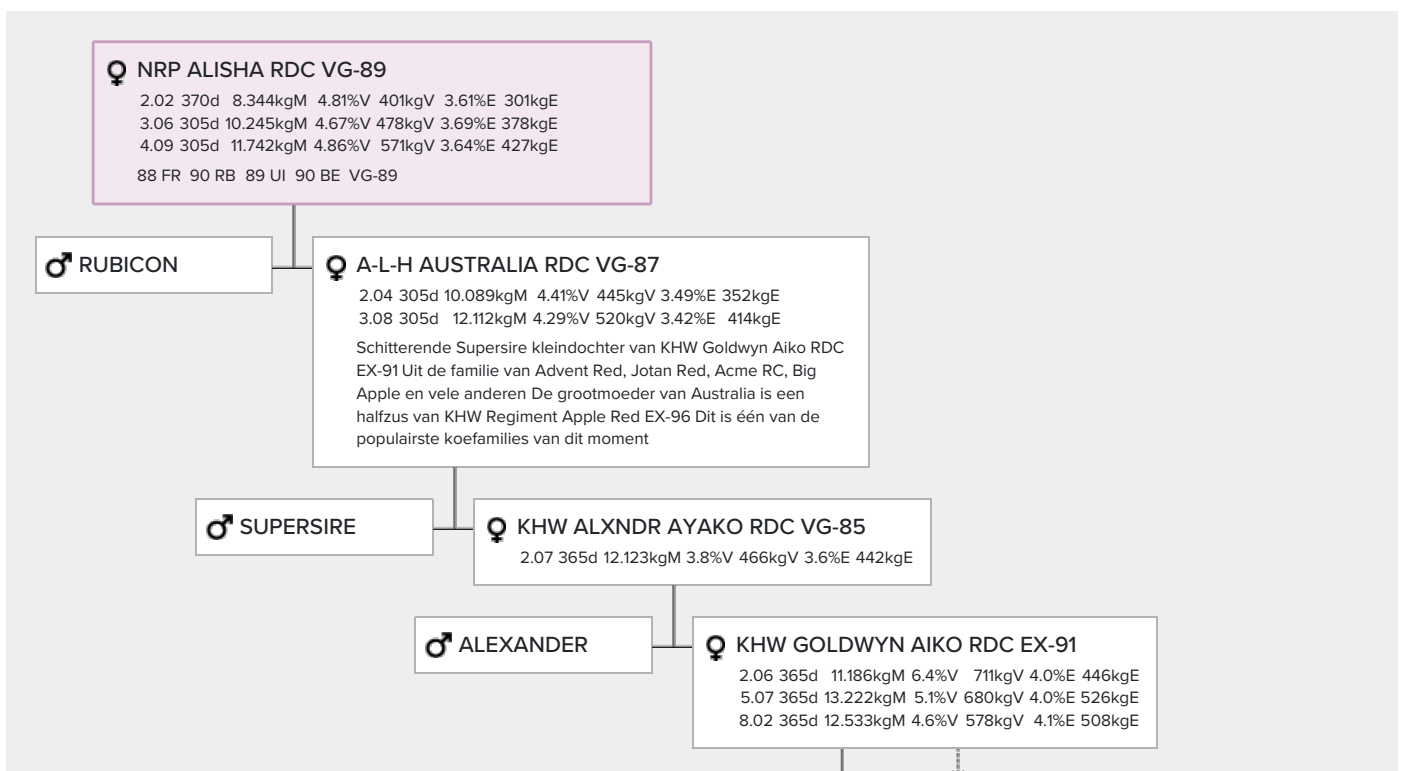 NRP ALISHA RDC VG-89
2.02 370d 8.344kgM 4.81%V 401kgV 3.61%E 301kgE
3.06 305d 10.245kgM 4.67%V 478kgV 3.69%E 378kgE
4.09 305d 11.742kgM 4.86%V 571kgV 3.64%E 427kgE
88 FR 90 RB 89 UI 90 BE VG-89
RUBICON
A-L-H AUSTRALIA RDC VG-87
2.04 305d 10.089kgM 4.41%V 445kgV 3.49%E 352kgE
3.08 305d 12.112kgM 4.29%V 520kgV 3.42%E 414kgE
Schitterende Supersire kleindochter van KHW Goldwyn Aiko RDC
EX-91 Uit de familie van Advent Red, Jotan Red, Acme RC, Big
Apple en vele anderen De grootmoeder van Australia is een
halfzus van KHW Regiment Apple Red EX-96 Dit is één van de
populairste koefamilies van dit moment
SUPERSIRE
KHW ALXNDR AYAKO RDC VG-85
2.07 365d 12.123kgM 3.8%V 466kgV 3.6%E 442kgE
ALEXANDER
KHW GOLDWYN AIKO RDC EX-91
2.06 365d 11.186kgM 6.4%V 711kgV 4.0%E 446kgE
5.07 365d 13.222kgM 5.1%V 680kgV 4.0%E 526kgE
8.02 365d 12.533kgM 4.6%V 578kgV 4.1%E 508kgE